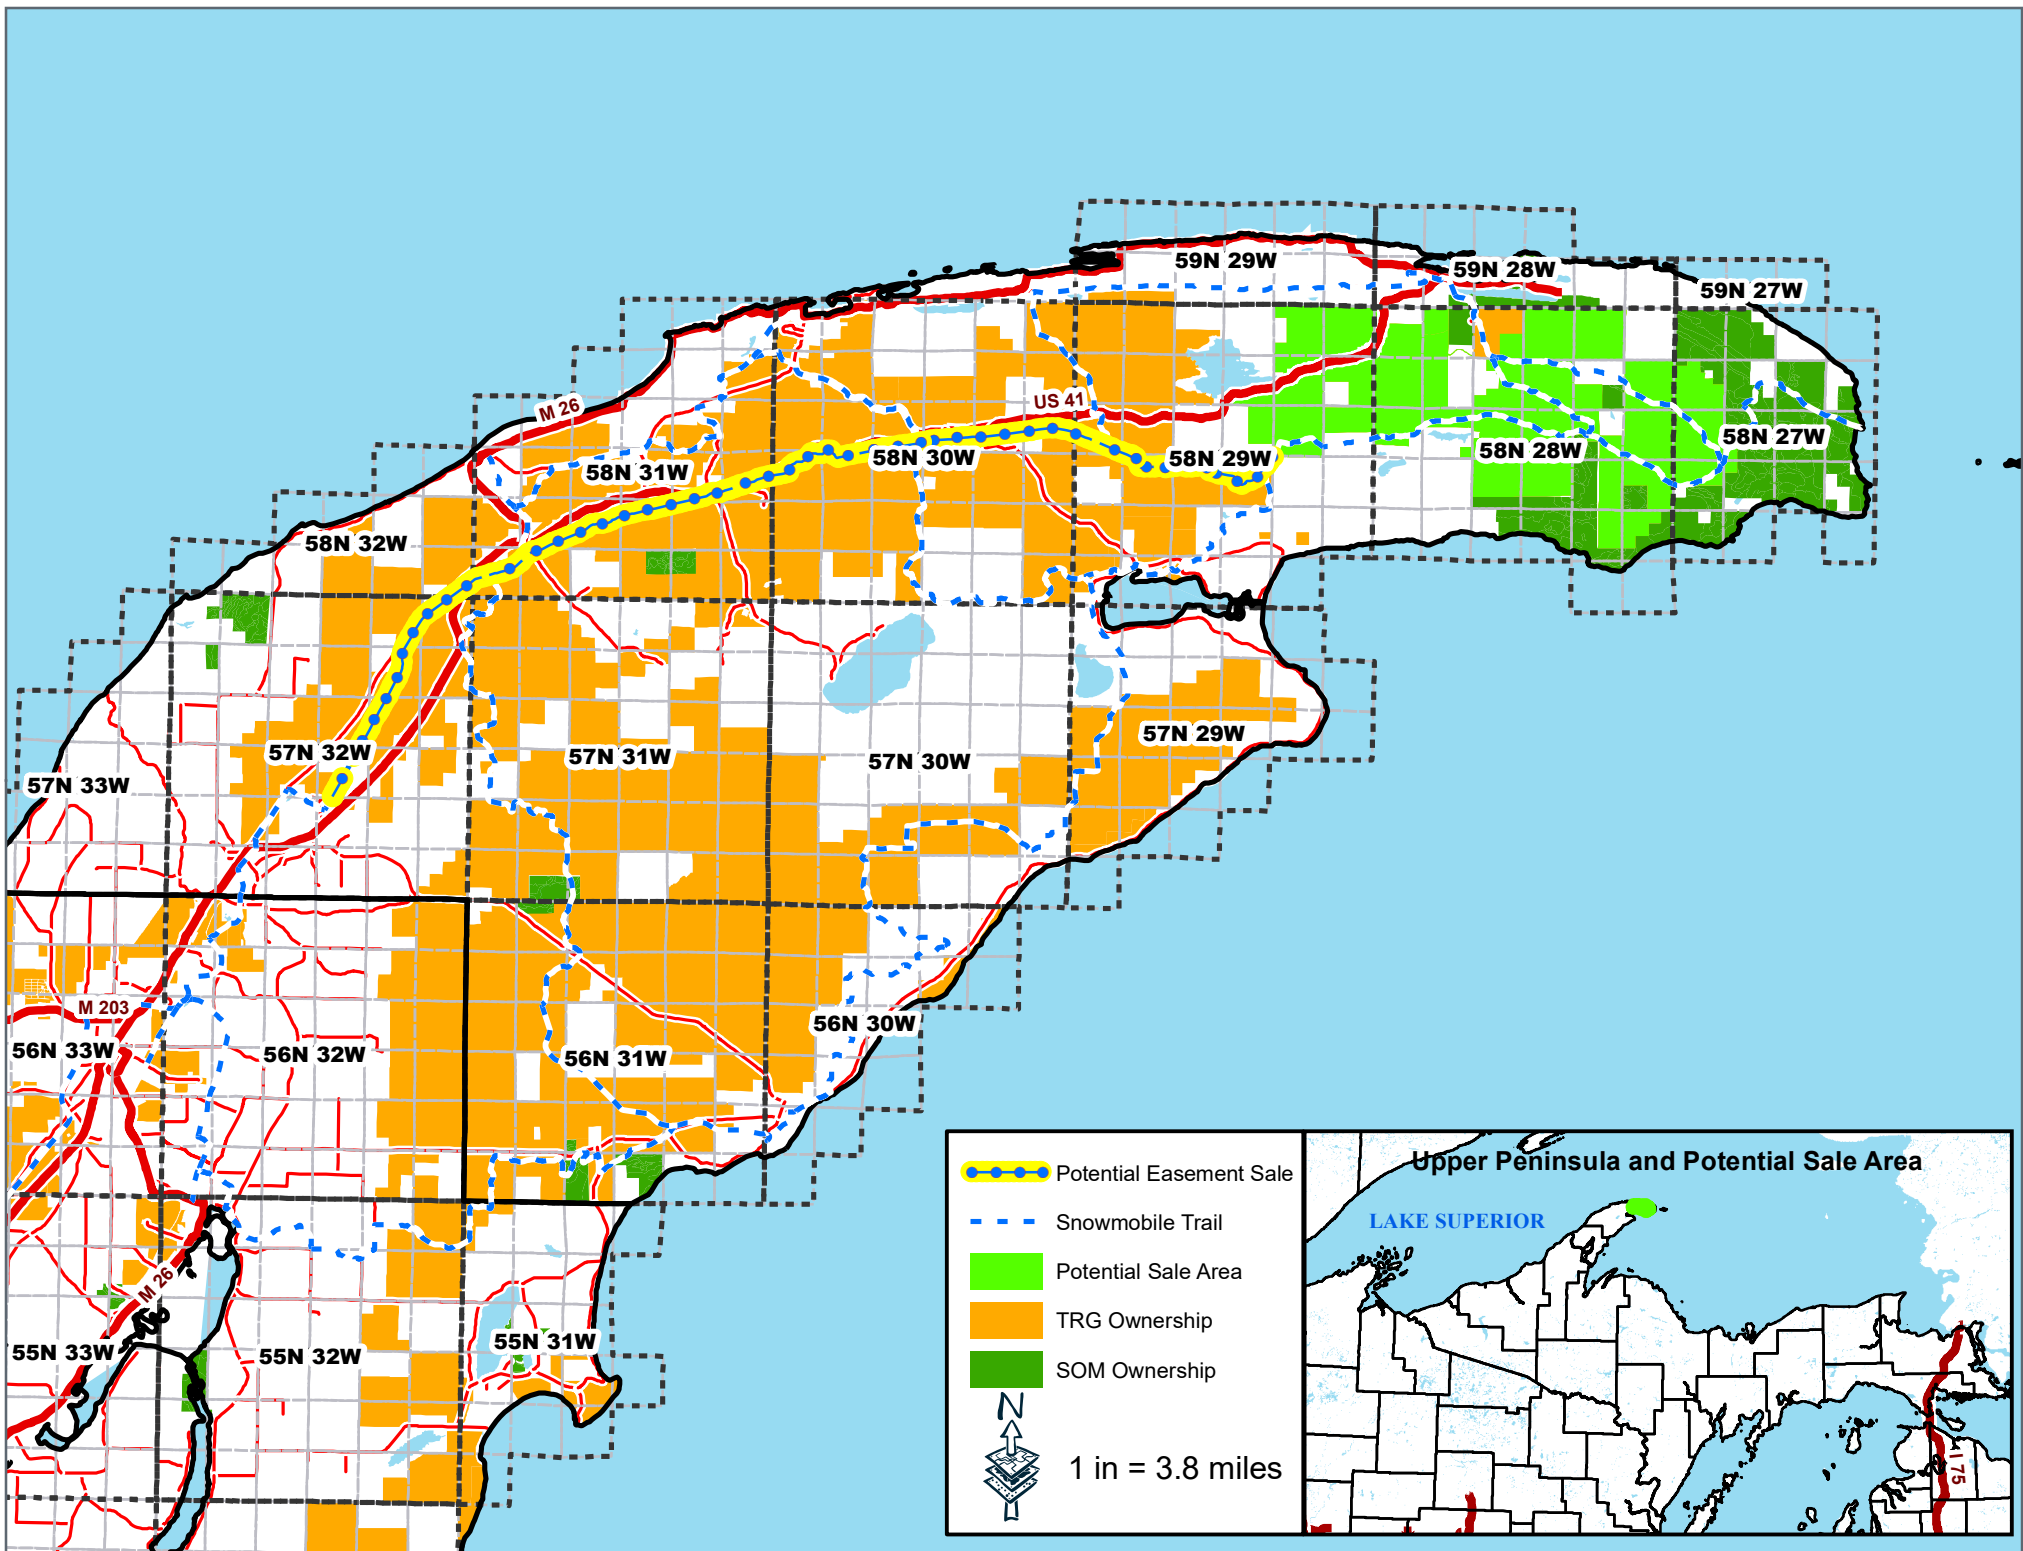 59N 29W
59N 28W
59N 27W
M 26
US 41
58N 31W
58N 30W
58N 29W
58N 28W
58N 27W
58N 32W
57N 32W
57N 31W
57N 30W
57N 29W
57N 33W
M 203
56N 33W
56N 32W
56N 31W
56N 30W
M 26
55N 33W
55N 32W
55N 31W
Potential Easement Sale
Snowmobile Trail
Potential Sale Area
TRG Ownership
SOM Ownership
N
1 in = 3.8 miles
Upper Peninsula and Potential Sale Area
LAKE SUPERIOR
I 75